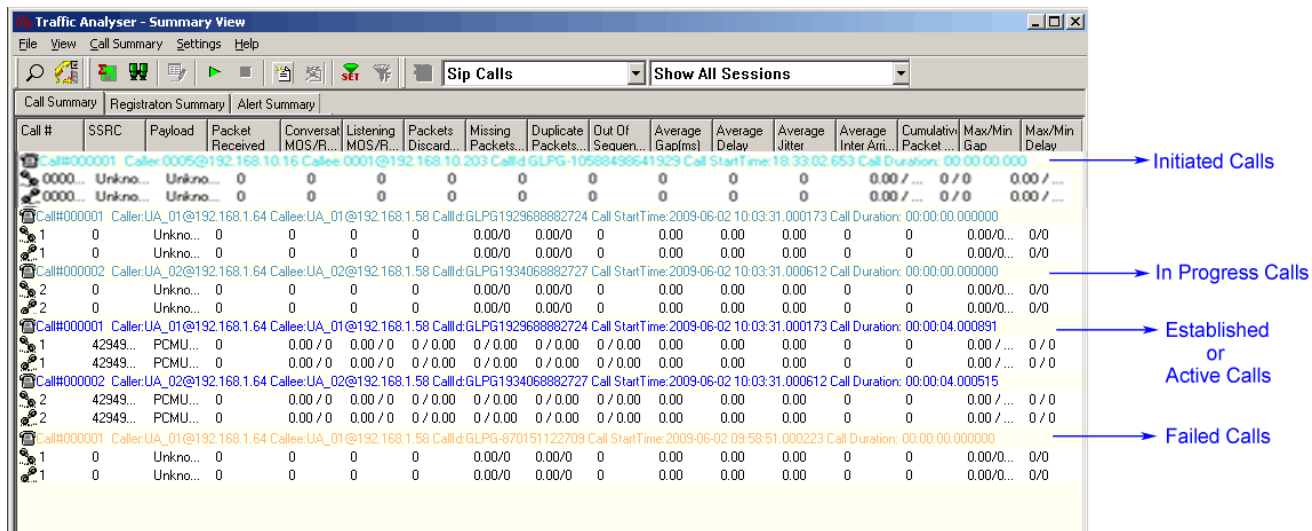 Traffic Analyser - Summary View
File View Call Summary Settings Help
SET Sip Calls Show All Sessions
Call Summary Registraton Summary Alert Summary
Call # SSRC Payload Packet Received Conversat MOS/R... Listening MOS/R... Packets Discard... Missing Packets... Duplicate Packets... Out Of Sequen... Average Gap(ms) Average Delay Average Jitter Average Inter Arri... Cumulative Packet ... Max/Min Gap Max/Min Delay
Call#000001 Caller:0005@192.168.10.16 Callee:0001@192.168.10.203 CallId:GLPG-10588498641929 Call StartTime:18:33:02.653 Call Duration: 00:00:00.000
Initiated Calls
0000... Unkno... Unkno... 0 0 0 0 0 0 0 0 0 0 0.00 / ... 0 / 0 0.00 / ...
0000... Unkno... Unkno... 0 0 0 0 0 0 0 0 0 0 0.00 / ... 0 / 0 0.00 / ...
Call#000001 Caller:UA_01@192.168.1.64 Callee:UA_01@192.168.1.58 CallId:GLPG1929688882724 Call StartTime:2009-06-02 10:03:31.000173 Call Duration: 00:00:00.000000
1 0 Unkno... 0 0 0 0 0.00/0 0.00/0 0 0.00 0.00 0.00 0 0 0.00/0... 0/0
1 0 Unkno... 0 0 0 0 0.00/0 0.00/0 0 0.00 0.00 0.00 0 0 0.00/0... 0/0
Call#000002 Caller:UA_02@192.168.1.64 Callee:UA_02@192.168.1.58 CallId:GLPG1934068882727 Call StartTime:2009-06-02 10:03:31.000612 Call Duration: 00:00:00.000000
In Progress Calls
2 0 Unkno... 0 0 0 0 0.00/0 0.00/0 0 0.00 0.00 0.00 0 0 0.00/0... 0/0
2 0 Unkno... 0 0 0 0 0.00/0 0.00/0 0 0.00 0.00 0.00 0 0 0.00/0... 0/0
Call#000001 Caller:UA_01@192.168.1.64 Callee:UA_01@192.168.1.58 CallId:GLPG1929688882724 Call StartTime:2009-06-02 10:03:31.000173 Call Duration: 00:00:04.000891
Established
or
Active Calls
1 42949... PCMU... 0 0.00 / 0 0.00 / 0 0 / 0.00 0 / 0.00 0 / 0.00 0 / 0.00 0.00 0.00 0.00 0 0 0.00 / ... 0 / 0
1 42949... PCMU... 0 0.00 / 0 0.00 / 0 0 / 0.00 0 / 0.00 0 / 0.00 0 / 0.00 0.00 0.00 0.00 0 0 0.00 / ... 0 / 0
Call#000002 Caller:UA_02@192.168.1.64 Callee:UA_02@192.168.1.58 CallId:GLPG1934068882727 Call StartTime:2009-06-02 10:03:31.000612 Call Duration: 00:00:04.000515
2 42949... PCMU... 0 0.00 / 0 0.00 / 0 0 / 0.00 0 / 0.00 0 / 0.00 0 / 0.00 0.00 0.00 0.00 0 0 0.00 / ... 0 / 0
2 42949... PCMU... 0 0.00 / 0 0.00 / 0 0 / 0.00 0 / 0.00 0 / 0.00 0 / 0.00 0.00 0.00 0.00 0 0 0.00 / ... 0 / 0
Call#000001 Caller:UA_01@192.168.1.64 Callee:UA_01@192.168.1.58 CallId:GLPG-870151122709 Call StartTime:2009-06-02 09:58:51.000223 Call Duration: 00:00:00.000000
Failed Calls
1 0 Unkno... 0 0 0 0 0.00/0 0.00/0 0 0.00 0.00 0.00 0 0 0.00/0... 0/0
1 0 Unkno... 0 0 0 0 0.00/0 0.00/0 0 0.00 0.00 0.00 0 0 0.00/0... 0/0